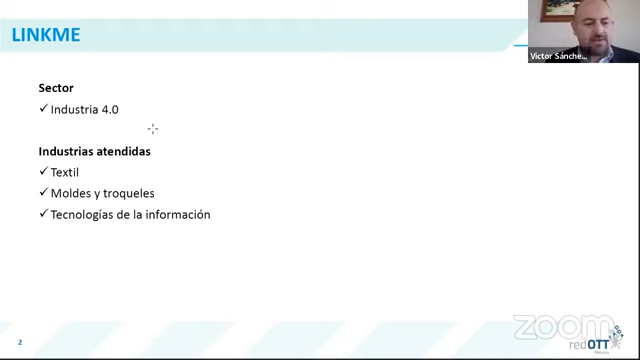 LINKME
Victor Sánche...
Sector
✓ Industria 4.0
Industrias atendidas
✓ Textil
✓ Moldes y troqueles
✓ Tecnologías de la información
zoom
2
redOTT
México